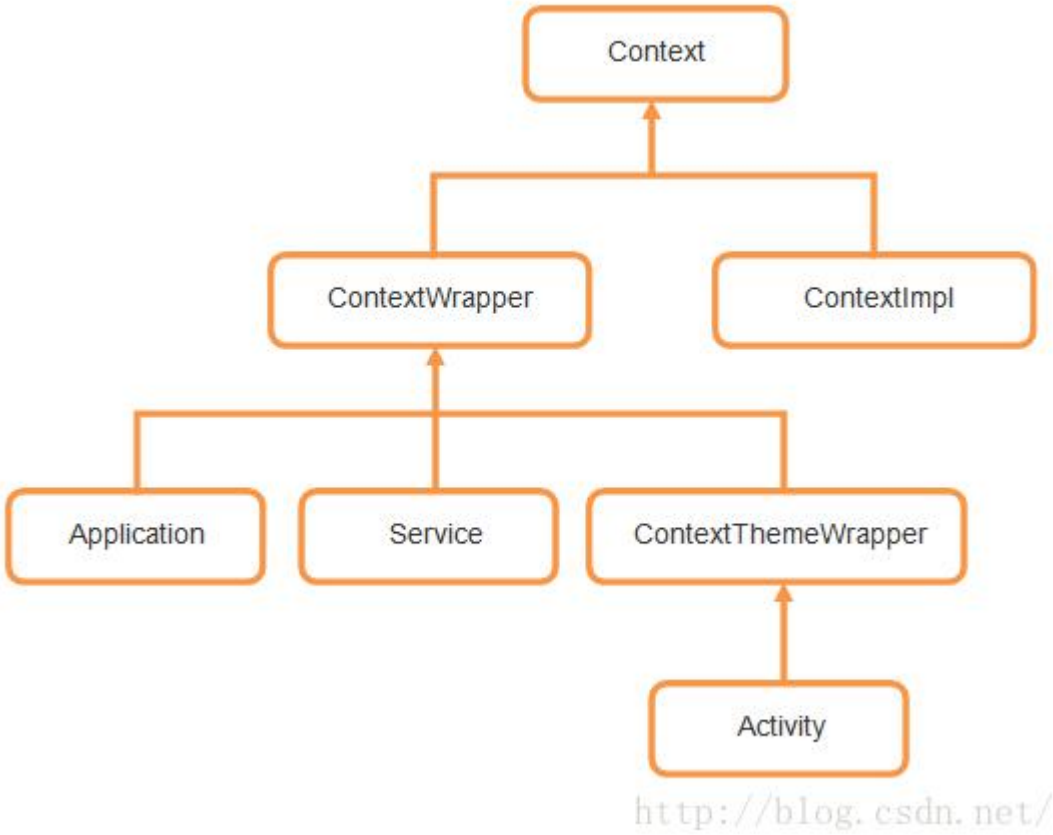 Context
ContextWrapper
ContextImpl
Application
Service
ContextThemeWrapper
Activity
http://blog.csdn.net/